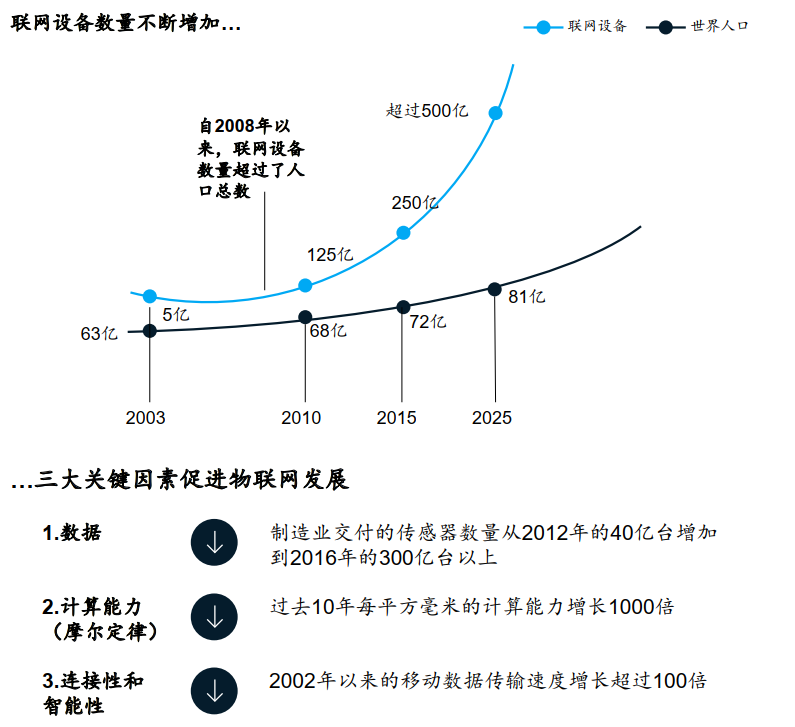 联网设备数量不断增加…
联网设备
世界人口
超过500亿
自2008年以
来，联网设备
数量超过了人
口总数
250亿
125亿
5亿
81亿
63亿
68亿
72亿
2003
2010
2015
2025
…三大关键因素促进物联网发展
1.数据
制造业交付的传感器数量从2012年的40亿台增加
到2016年的300亿台以上
2.计算能力
（摩尔定律）
过去10年每平方毫米的计算能力增长1000倍
3.连接性和
智能性
2002年以来的移动数据传输速度增长超过100倍